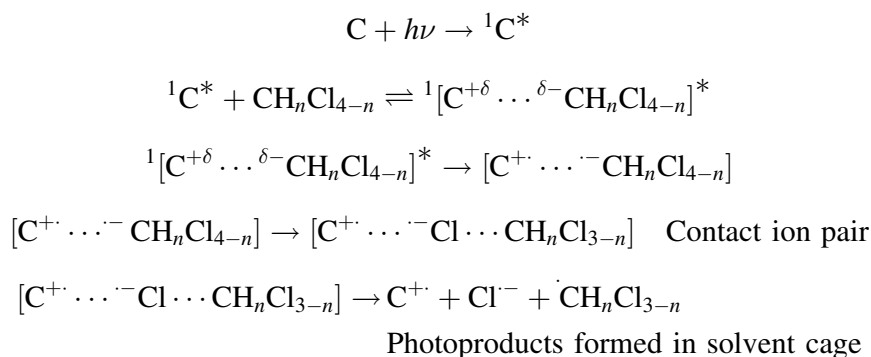 C + hν → ¹C*
¹C* + CHₙCl₄₋ₙ ⇌ ¹[C⁺ᵟ ⋯ ᵟ⁻CHₙCl₄₋ₙ]*
¹[C⁺ᵟ ⋯ ᵟ⁻CHₙCl₄₋ₙ]* → [C⁺˙ ⋯ ˙⁻CHₙCl₄₋ₙ]
[C⁺˙ ⋯ ˙⁻ CHₙCl₄₋ₙ] → [C⁺˙ ⋯ ˙⁻Cl ⋯ CHₙCl₃₋ₙ] Contact ion pair
[C⁺˙ ⋯ ˙⁻Cl ⋯ CHₙCl₃₋ₙ] → C⁺˙ + Cl˙⁻ + ˙CHₙCl₃₋ₙ
Photoproducts formed in solvent cage